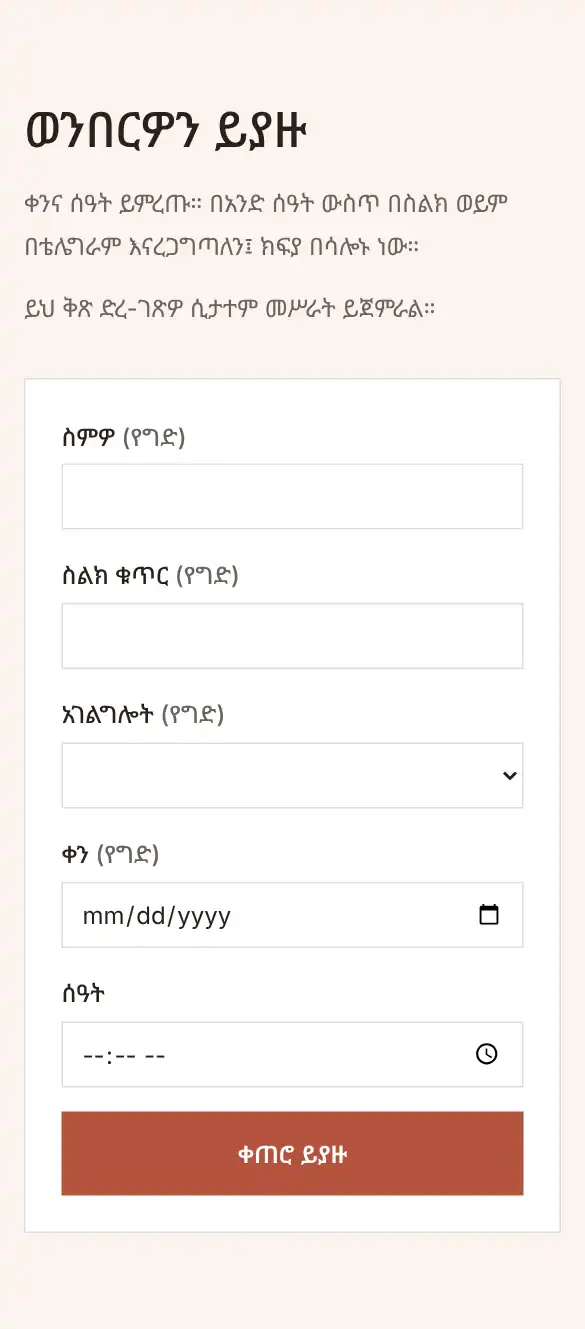 ወንበርዎን ይያዙ
ቀንና ሰዓት ይምረጡ። በአንድ ሰዓት ውስጥ በስልክ ወይም
በቴሌግራም እናረጋግጣለን፤ ክፍያ በሳሎኑ ነው።
ይህ ቅጽ ድረ-ገጽዎ ሲታተም መሥራት ይጀምራል።
ስምዎ (የግድ)
ስልክ ቁጥር (የግድ)
አገልግሎት (የግድ)
ቀን (የግድ)
mm/dd/yyyy
ሰዓት
--:-- --
ቀጠሮ ይያዙ